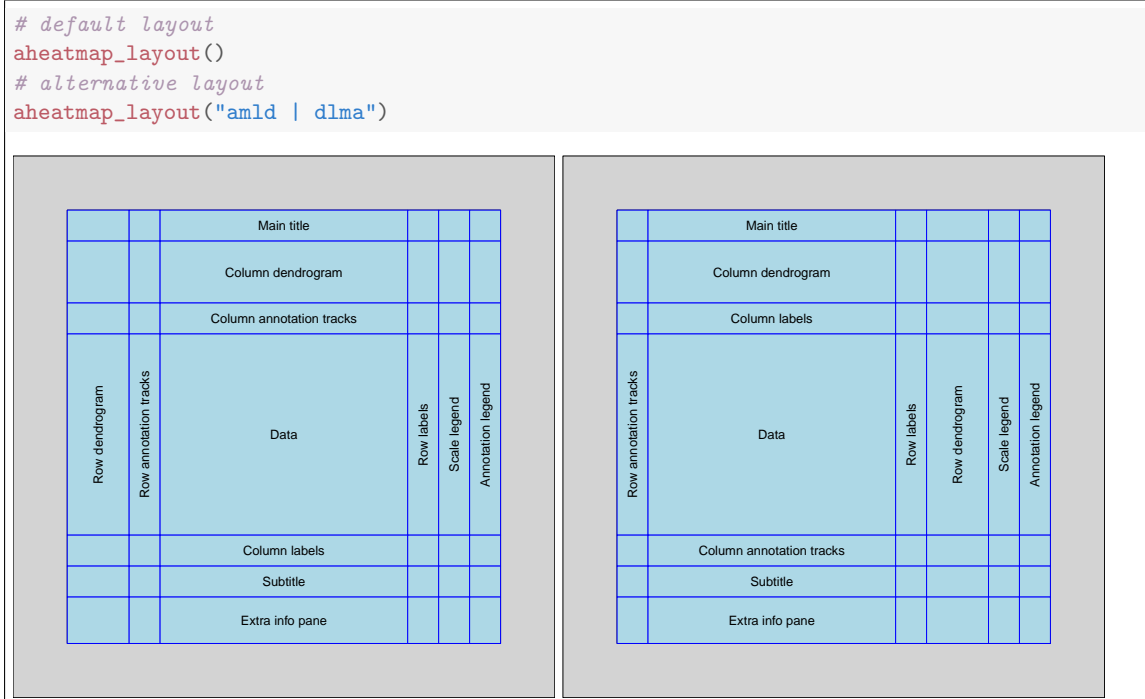 # default layout
aheatmap_layout()
# alternative layout
aheatmap_layout("amld | dlma")
Main title
Column dendrogram
Column annotation tracks
Row dendrogram
Row annotation tracks
Data
Row labels
Scale legend
Annotation legend
Column labels
Subtitle
Extra info pane
Main title
Column dendrogram
Column labels
Row annotation tracks
Data
Row labels
Row dendrogram
Scale legend
Annotation legend
Column annotation tracks
Subtitle
Extra info pane